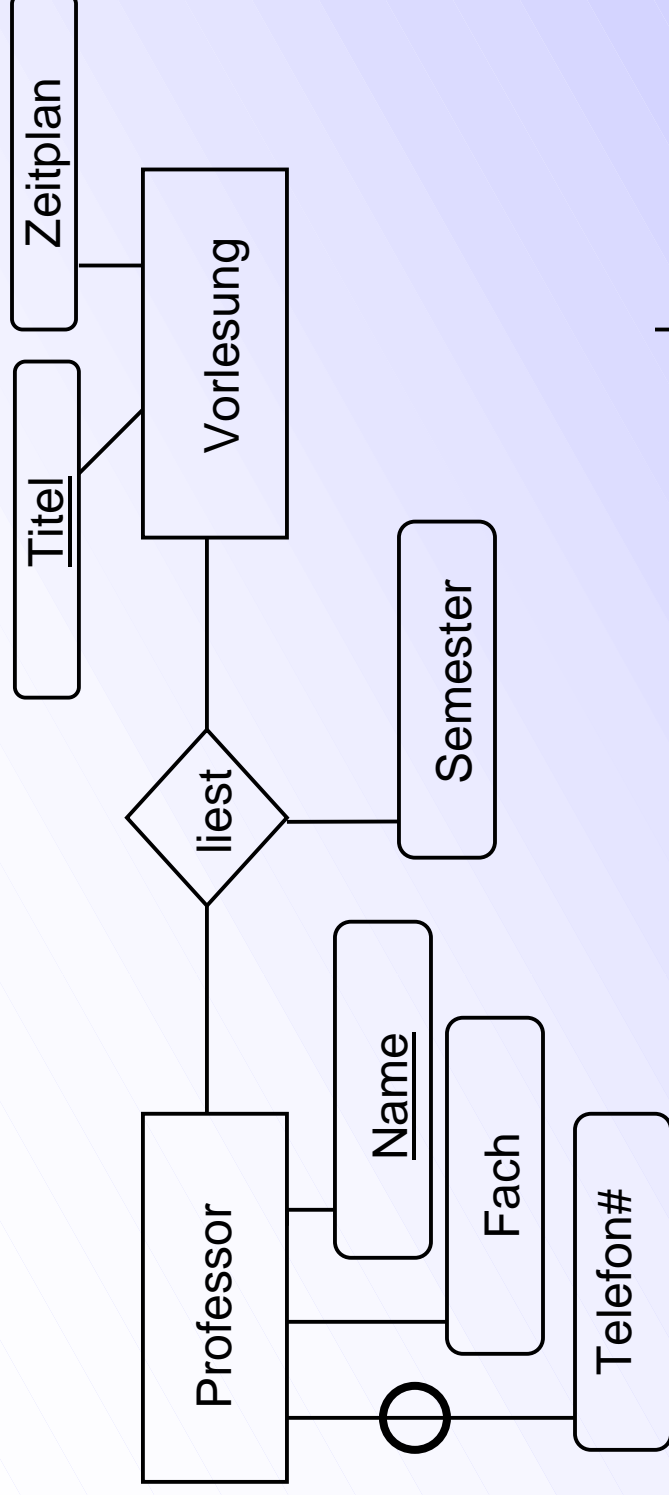 Zeitplan
Titel
Vorlesung
liest
Semester
Professor
Name
Fach
Telefon#